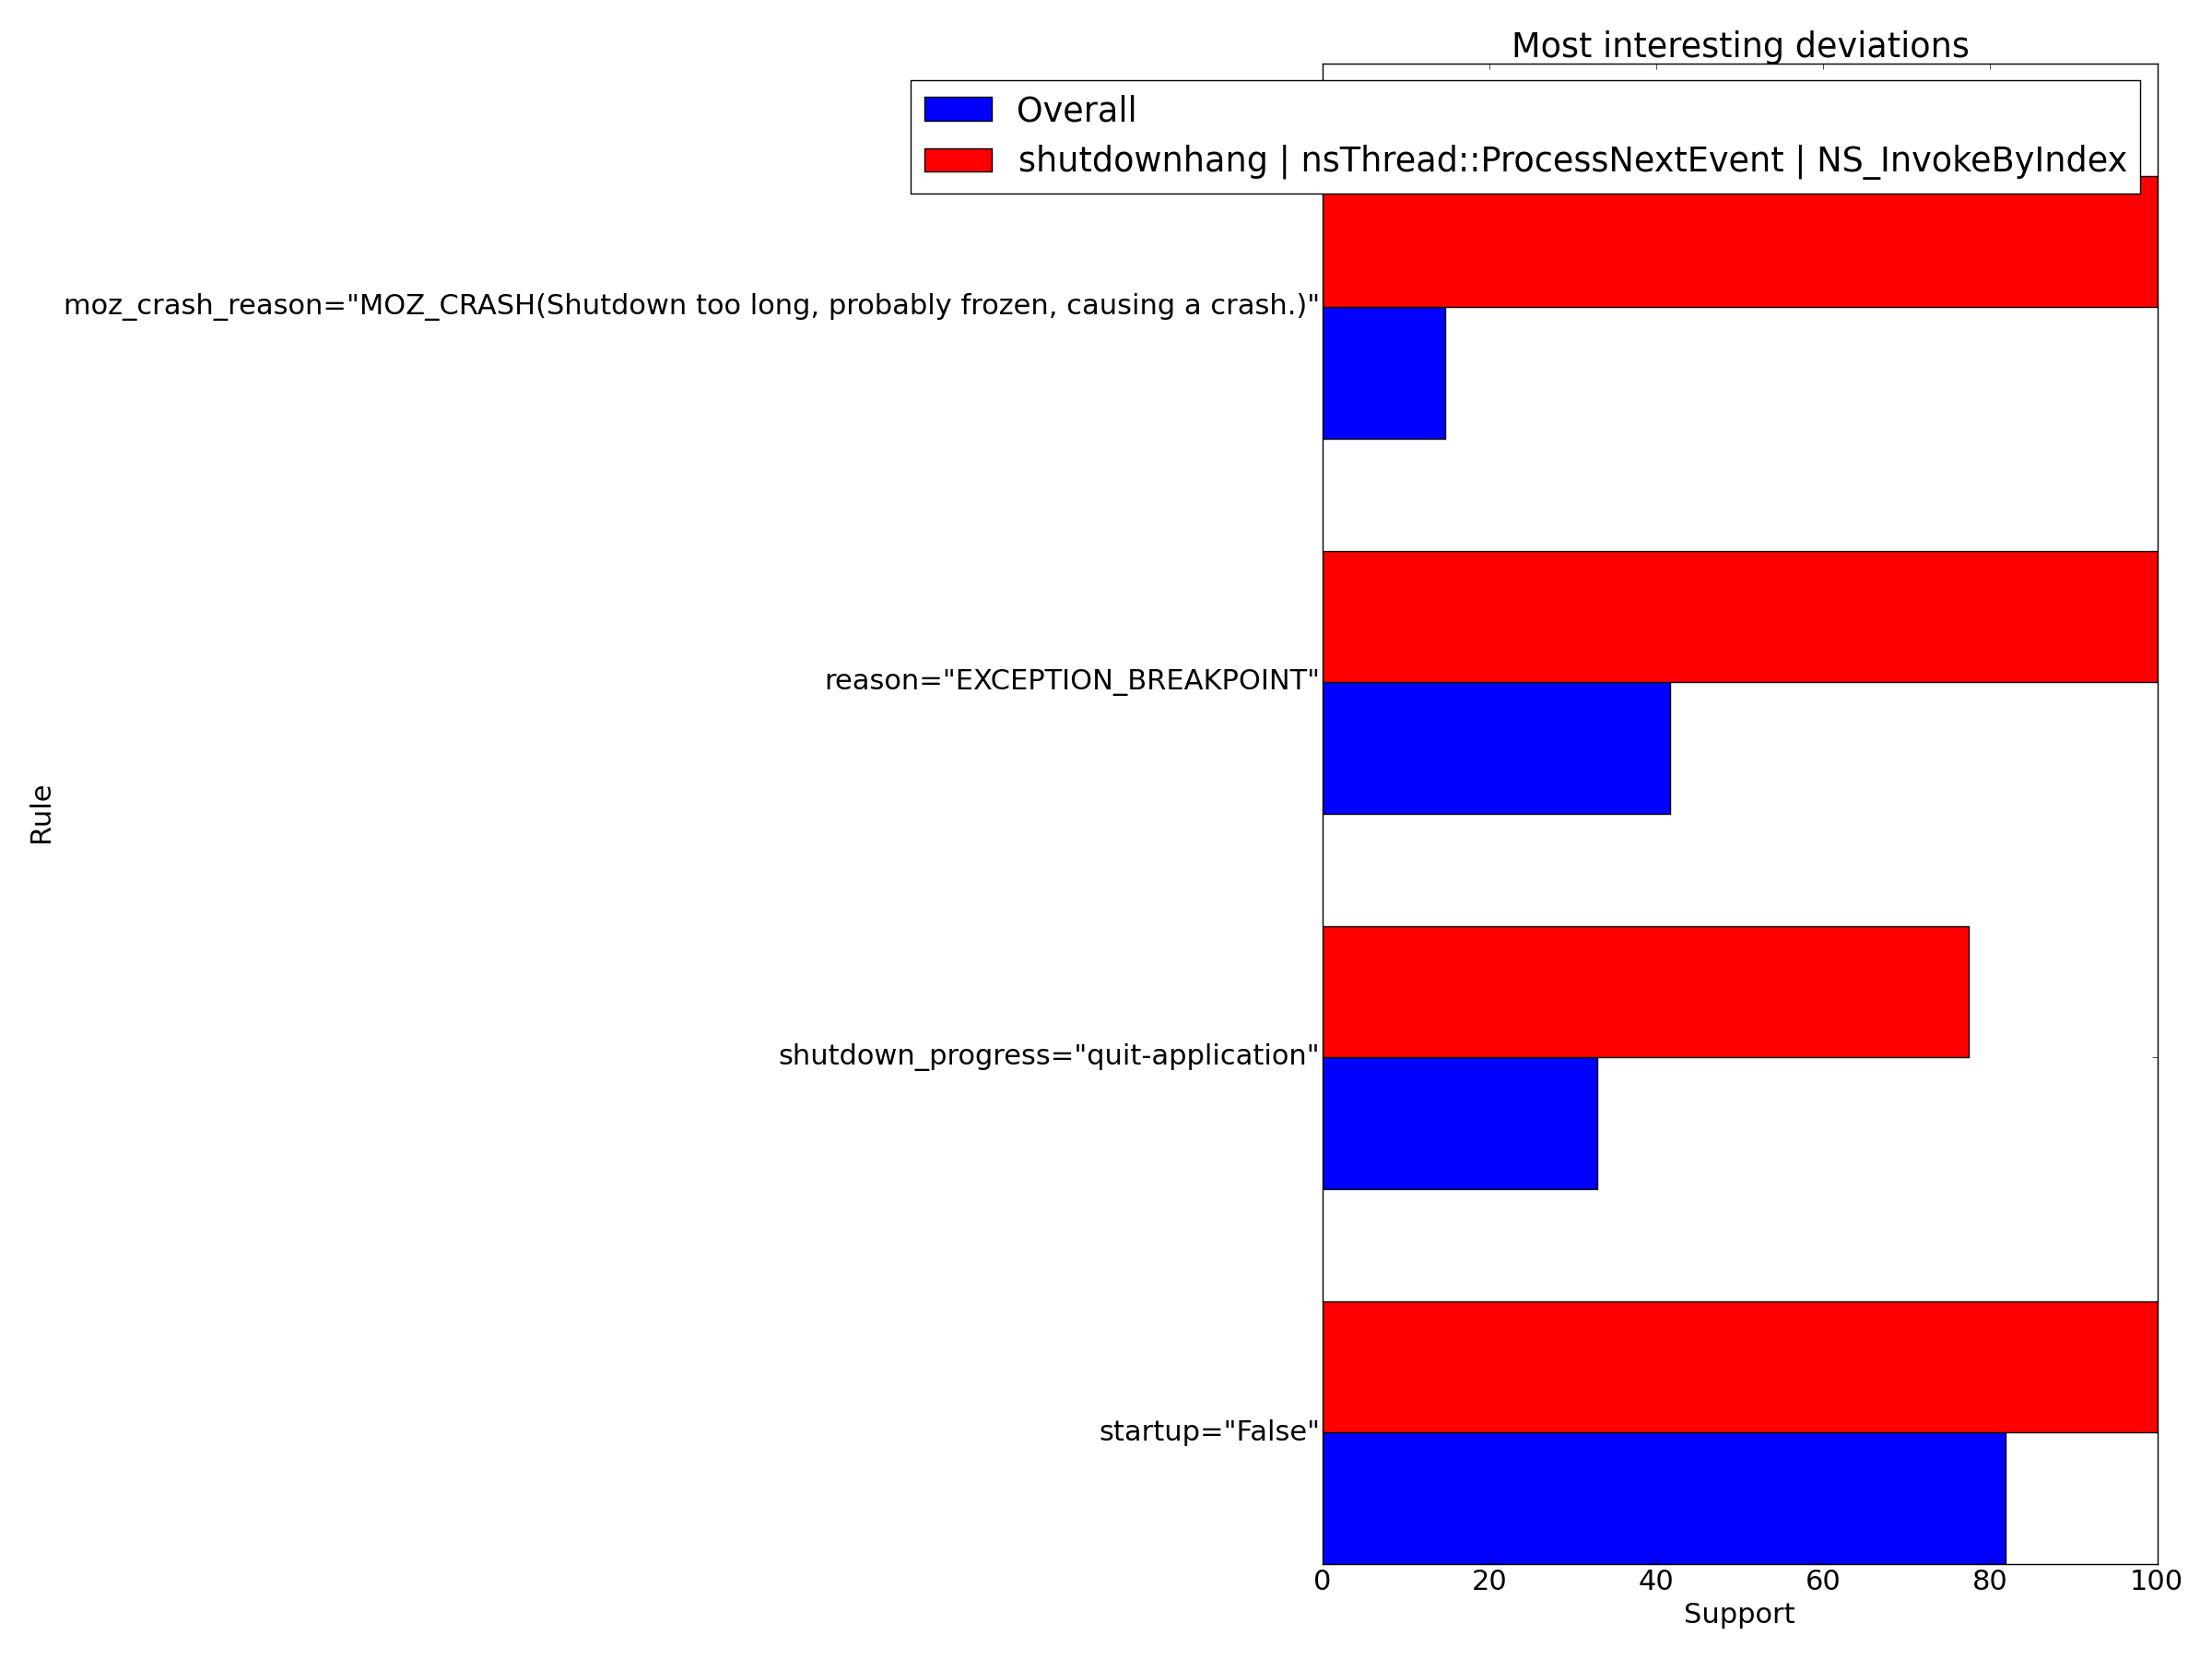 Most interesting deviations
Overall
shutdownhang | nsThread::ProcessNextEvent | NS_InvokeByIndex
moz_crash_reason="MOZ_CRASH(Shutdown too long, probably frozen, causing a crash.)"
reason="EXCEPTION_BREAKPOINT"
Rule
shutdown_progress="quit-application"
startup="False"
0 20 40 60 80 100
Support